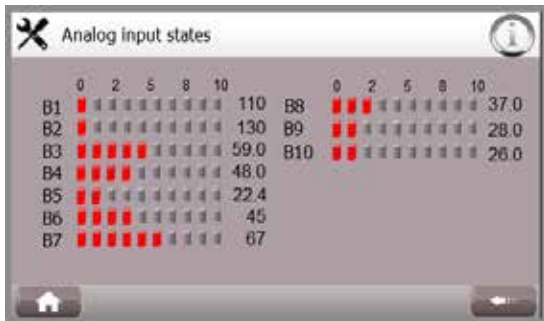 Analog input states
0 2 5 8 10
B1 110
B2 130
B3 59.0
B4 48.0
B5 22.4
B6 45
B7 67
0 2 5 8 10
B8 37.0
B9 28.0
B10 26.0